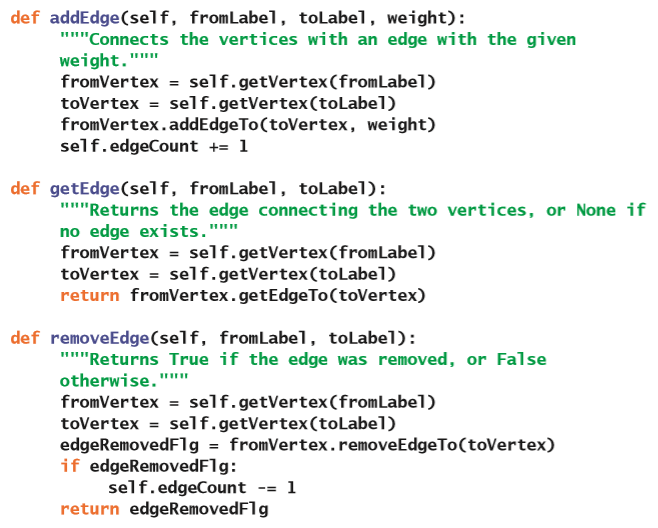 def addEdge(self, fromLabel, toLabel, weight):
"""Connects the vertices with an edge with the given
weight."""
fromVertex = self.getVertex(fromLabel)
toVertex = self.getVertex(toLabel)
fromVertex.addEdgeTo(toVertex, weight)
self.edgeCount += 1
def getEdge(self, fromLabel, toLabel):
"""Returns the edge connecting the two vertices, or None if
no edge exists."""
fromVertex = self.getVertex(fromLabel)
toVertex = self.getVertex(toLabel)
return fromVertex.getEdgeTo(toVertex)
def removeEdge(self, fromLabel, toLabel):
"""Returns True if the edge was removed, or False
otherwise."""
fromVertex = self.getVertex(fromLabel)
toVertex = self.getVertex(toLabel)
edgeRemovedFlg = fromVertex.removeEdgeTo(toVertex)
if edgeRemovedFlg:
self.edgeCount -= 1
return edgeRemovedFlg